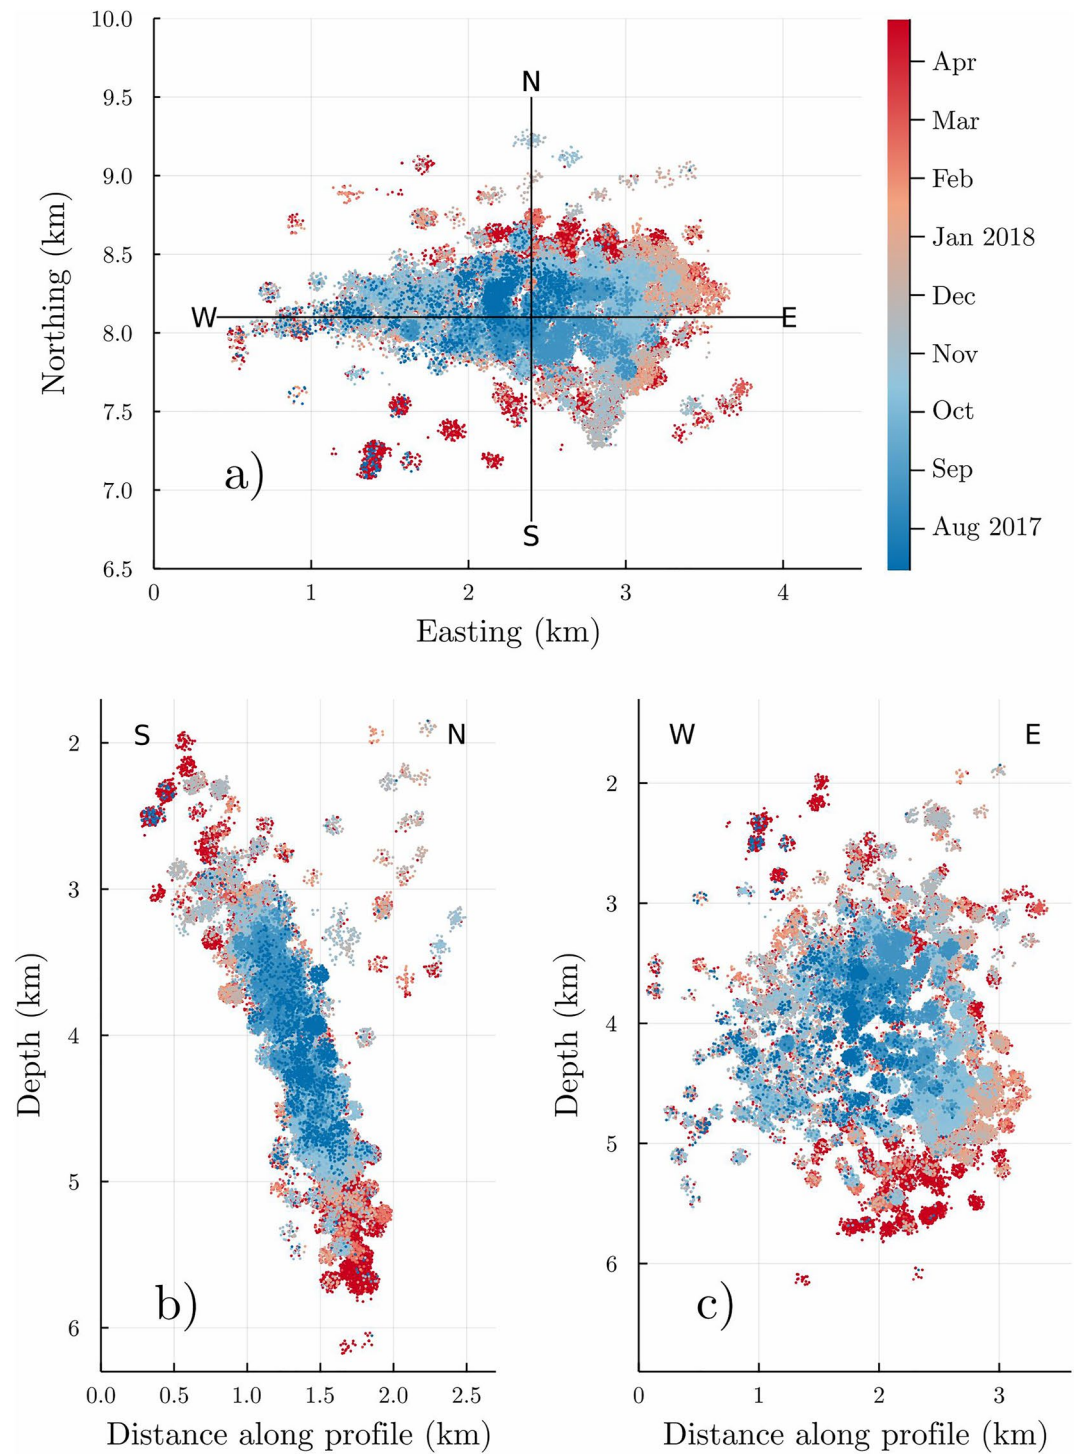 10.0
9.5
9.0
8.5
8.0
7.5
7.0
6.5
Northing (km)
N
W
E
S
a)
0 1 2 3 4
Easting (km)
Apr
Mar
Feb
Jan 2018
Dec
Nov
Oct
Sep
Aug 2017
S N
2
3
4
5
6
Depth (km)
b)
0.0 0.5 1.0 1.5 2.0 2.5
Distance along profile (km)
W E
2
3
4
5
6
Depth (km)
c)
0 1 2 3
Distance along profile (km)